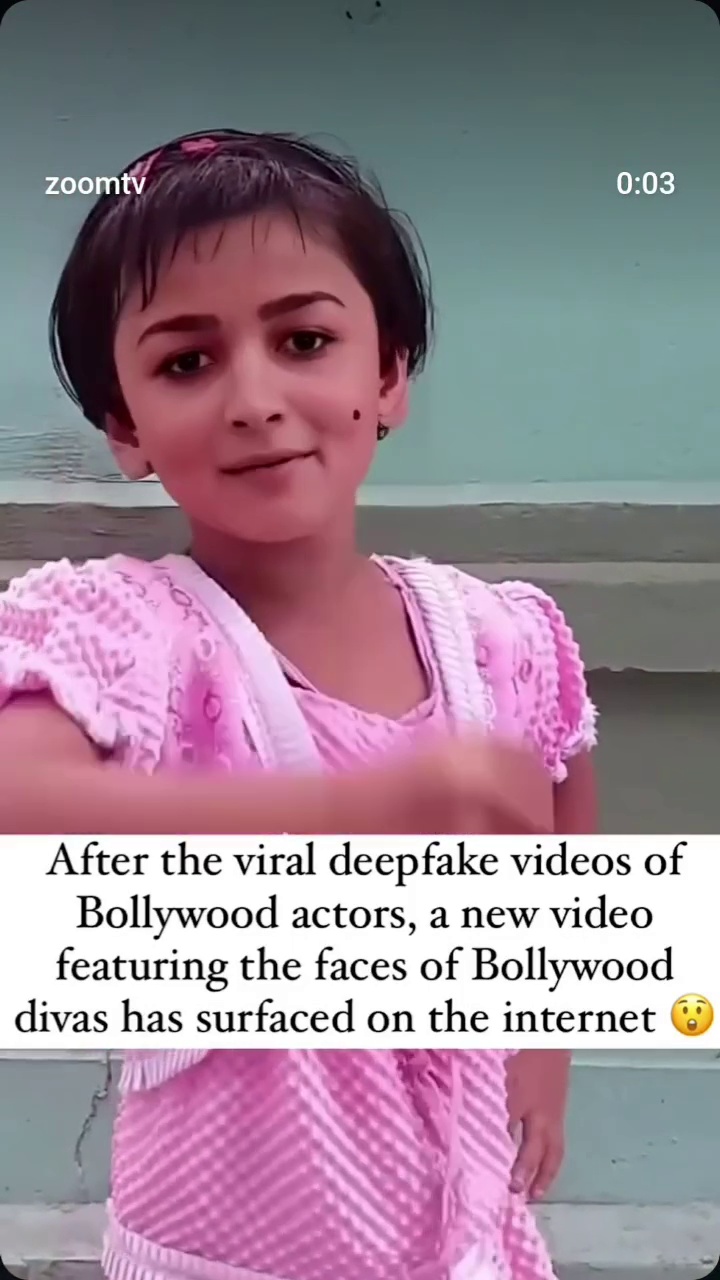 zoomtv 0:03
After the viral deepfake videos of
Bollywood actors, a new video
featuring the faces of Bollywood
divas has surfaced on the internet 😲